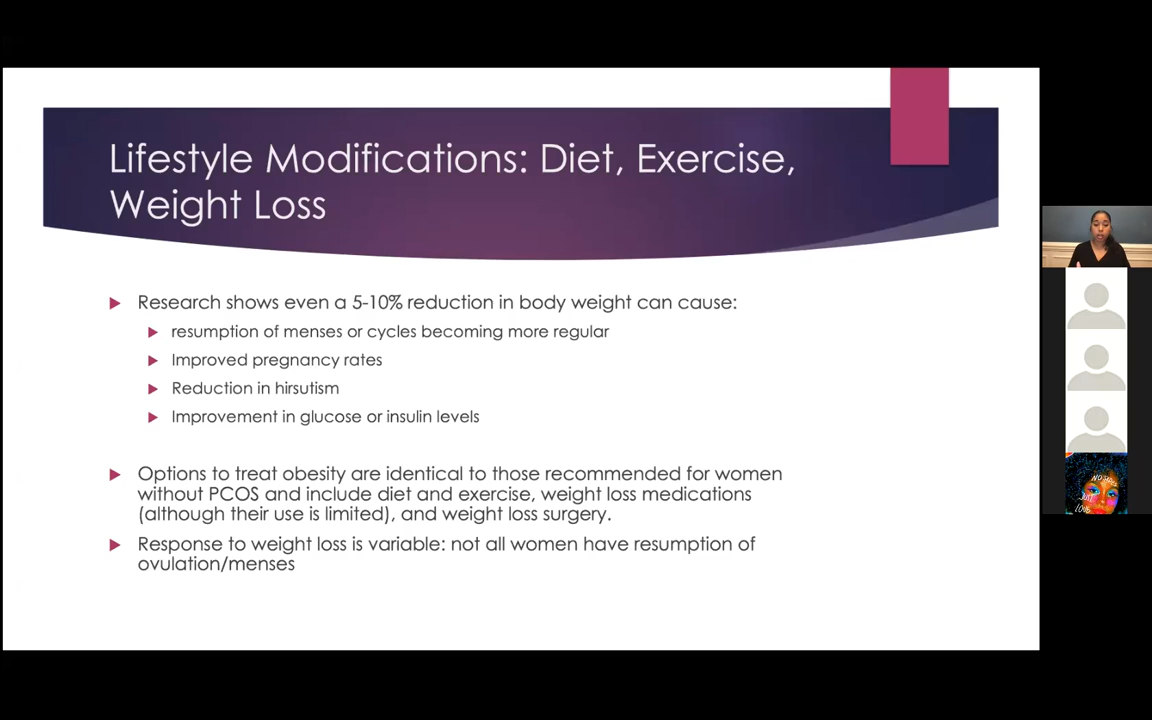 Lifestyle Modifications: Diet, Exercise,
Weight Loss
Research shows even a 5-10% reduction in body weight can cause:
resumption of menses or cycles becoming more regular
Improved pregnancy rates
Reduction in hirsutism
Improvement in glucose or insulin levels
Options to treat obesity are identical to those recommended for women
without PCOS and include diet and exercise, weight loss medications
(although their use is limited), and weight loss surgery.
Response to weight loss is variable: not all women have resumption of
ovulation/menses
JUST